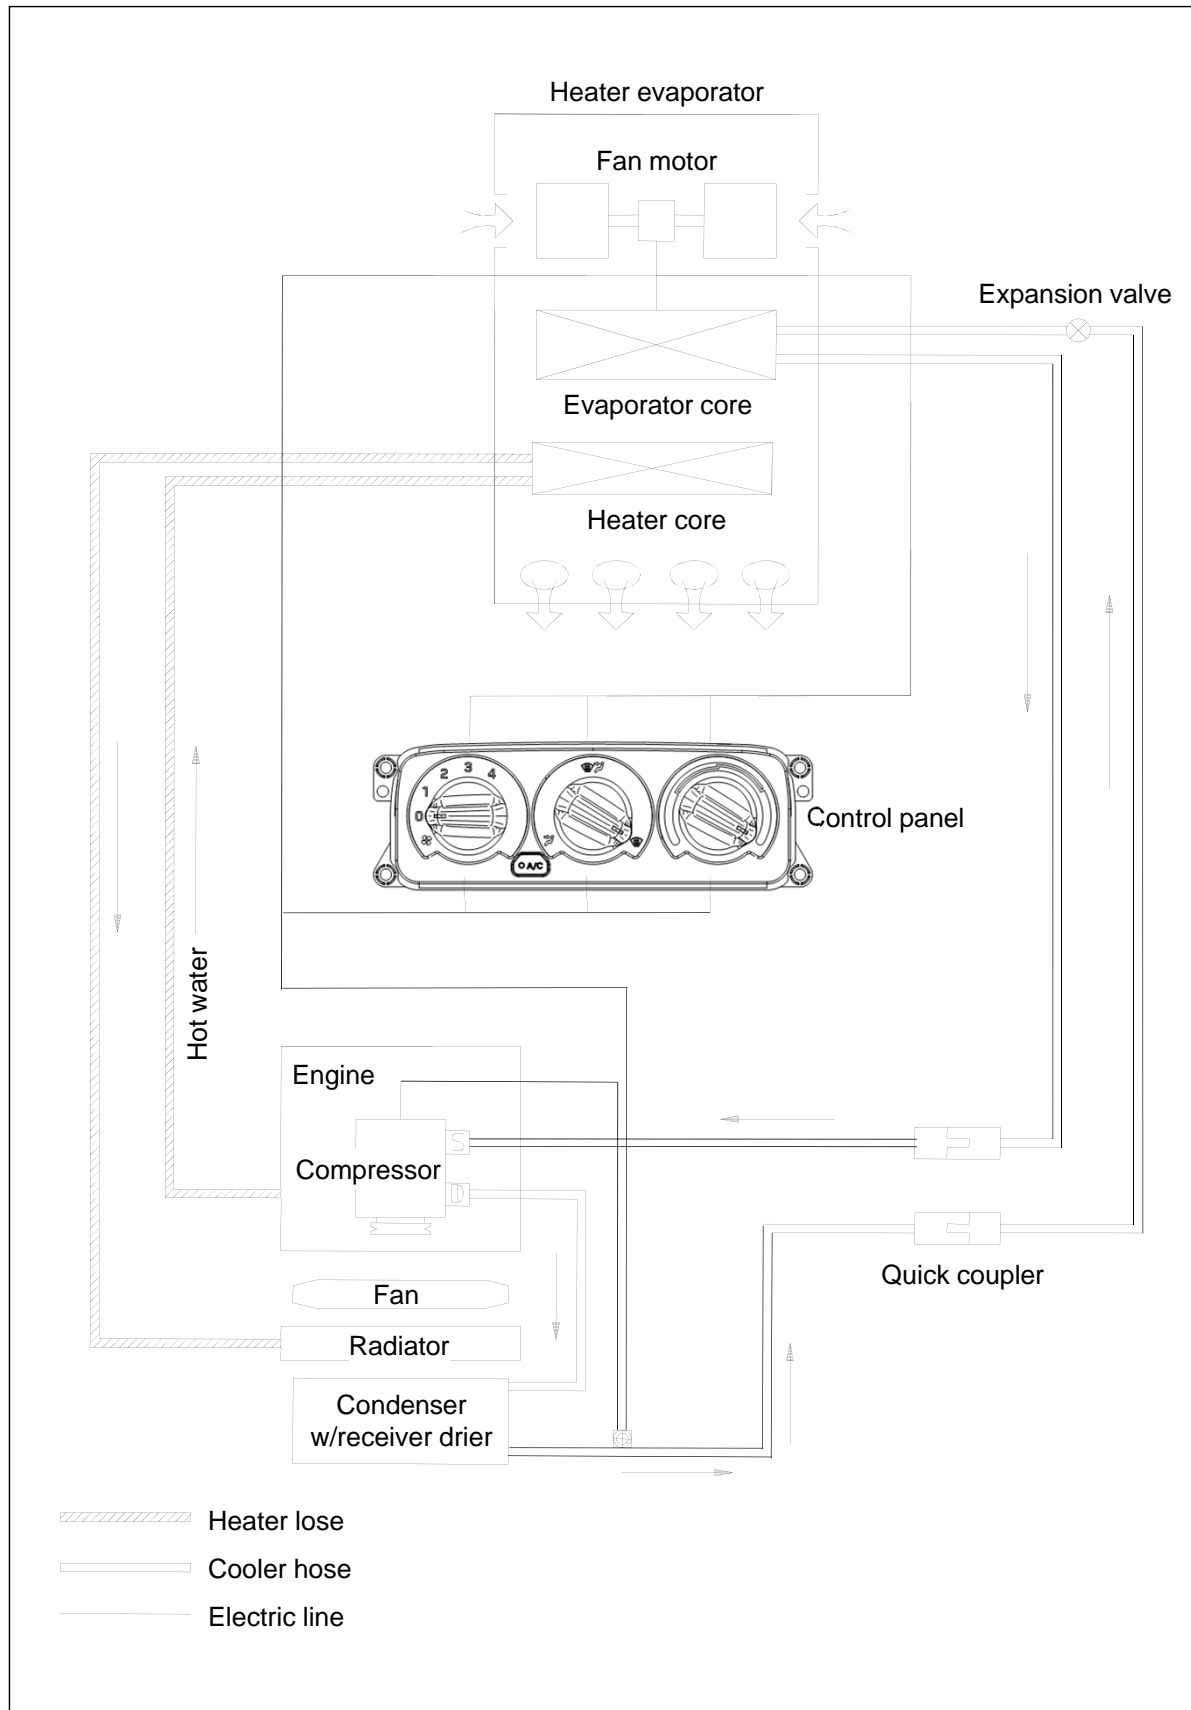 Heater evaporator
Fan motor
Expansion valve
Evaporator core
Heater core
0
1
2
3
4
A/C
Control panel
Hot water
Engine
S
Compressor
D
Quick coupler
Fan
Radiator
Condenser
w/receiver drier
Heater lose
Cooler hose
Electric line